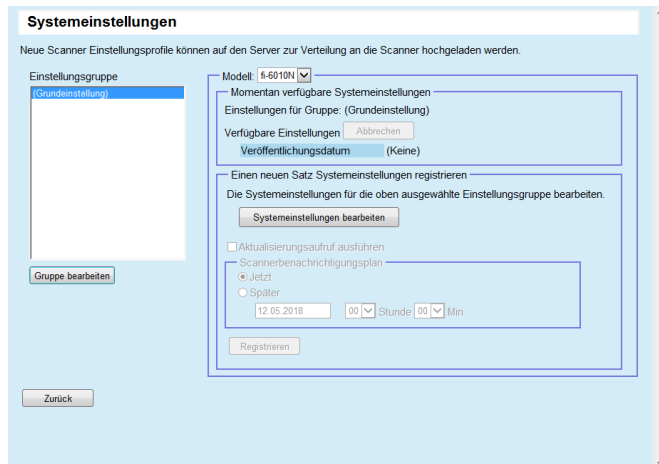 Systemeinstellungen
Neue Scanner Einstellungsprofile können auf den Server zur Verteilung an die Scanner hochgeladen werden.
Einstellungsgruppe
(Grundeinstellung)
Gruppe bearbeiten
Modell: fi-6010N
Momentan verfügbare Systemeinstellungen
Einstellungen für Gruppe: (Grundeinstellung)
Verfügbare Einstellungen Abbrechen
Veröffentlichungsdatum (Keine)
Einen neuen Satz Systemeinstellungen registrieren
Die Systemeinstellungen für die oben ausgewählte Einstellungsgruppe bearbeiten.
Systemeinstellungen bearbeiten
Aktualisierungsaufruf ausführen
Scannerbenachrichtigungsplan
Jetzt
Später
12.05.2018 00 Stunde 00 Min
Registrieren
Zurück